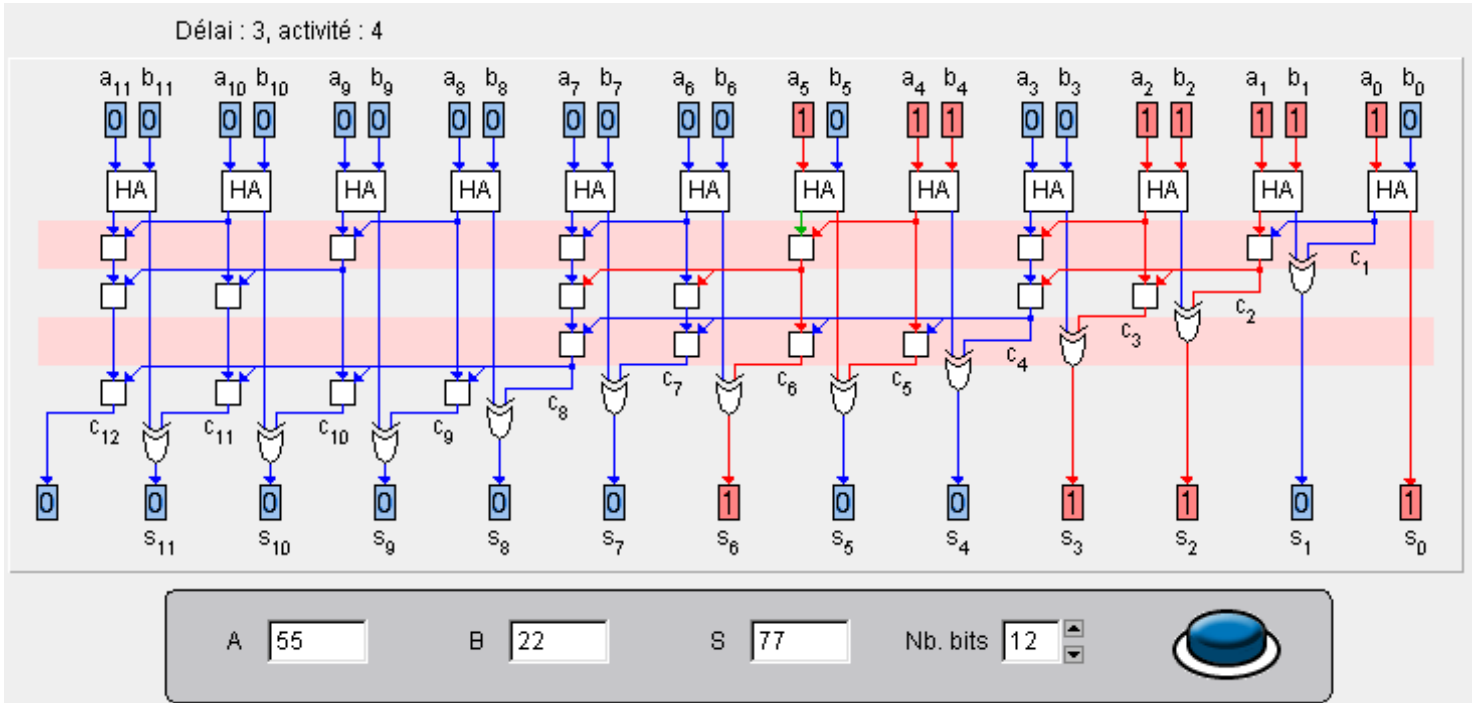 Délai : 3, activité : 4
a11 b11 a10 b10 a9 b9 a8 b8 a7 b7 a6 b6 a5 b5 a4 b4 a3 b3 a2 b2 a1 b1 a0 b0
0 0 0 0 0 0 0 0 0 0 0 0 1 0 1 1 0 0 1 1 1 1 1 0
HA HA HA HA HA HA HA HA HA HA HA HA
c1
c2
c3
c4
c7 c6 c5
c8
c12 c11 c10 c9
0 0 0 0 0 0 1 0 0 1 1 0 1
s11 s10 s9 s8 s7 s6 s5 s4 s3 s2 s1 s0
A 55 B 22 S 77 Nb. bits 12